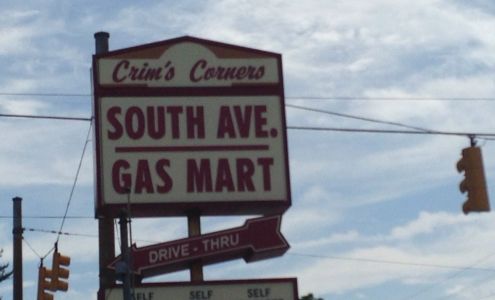 Crim's Corners
SOUTH AVE.
GAS MART
DRIVE-THRU
SELF SELF SELF